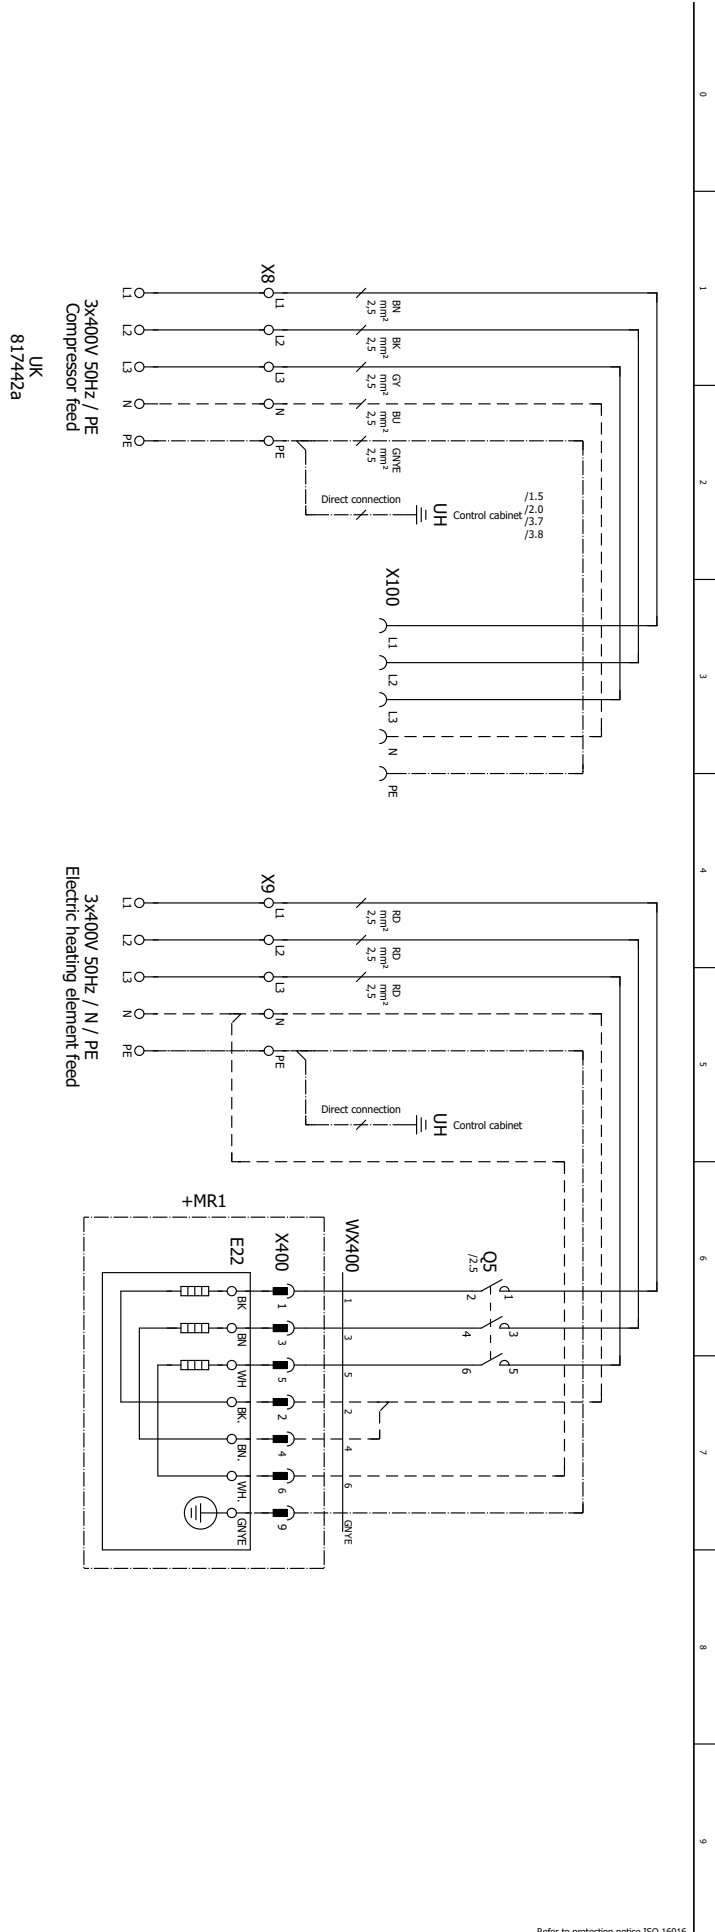 0
1
2
3
4
5
6
7
8
9
X8
L1
L2
L3
N
PE
L1
L2
L3
N
PE
BN
2,5 mm²
BK
2,5 mm²
GY
2,5 mm²
BU
2,5 mm²
GNYE
2,5 mm²
Direct connection
UH
Control cabinet
/1.5
/2.0
/3.7
/3.8
3x400V 50Hz / PE
Compressor feed
UK
817442a
X100
L1
L2
L3
N
PE
X9
L1
L2
L3
N
PE
L1
L2
L3
N
PE
RD
2,5 mm²
RD
2,5 mm²
RD
2,5 mm²
Direct connection
UH
Control cabinet
3x400V 50Hz / N / PE
Electric heating element feed
Q5
/2.5
1
2
3
4
5
6
WX400
1
3
5
2
4
6
GNYE
+MR1
X400
1
3
5
2
4
6
9
E22
BK
BN
WH
BK.
BN.
WH.
GNYE
Refer to protection notice ISO 16016